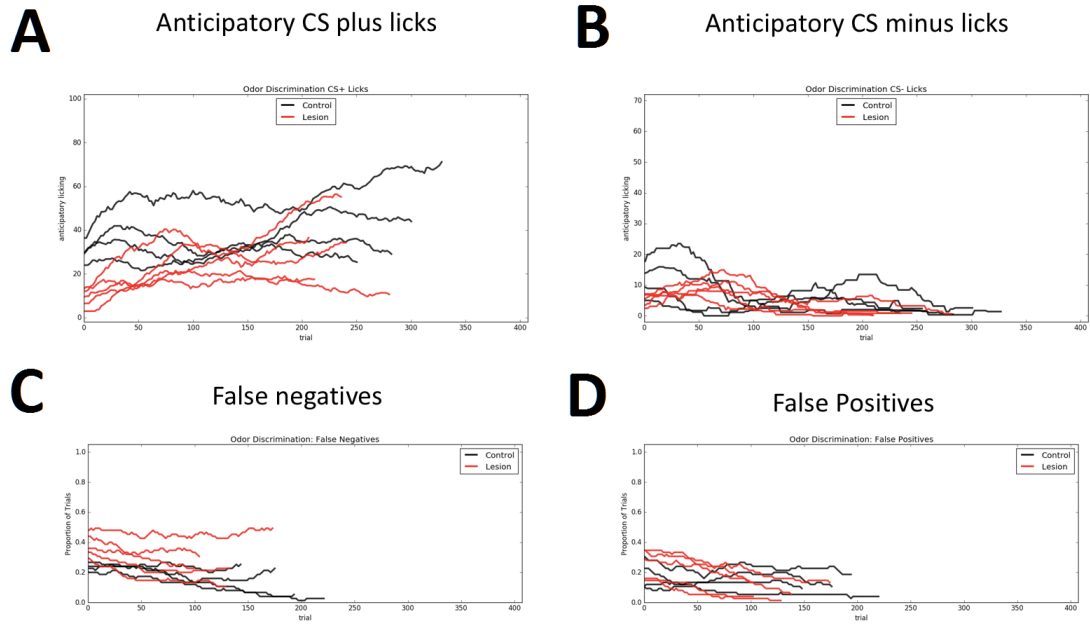 A
Anticipatory CS plus licks
Odor Discrimination CS+ Licks
Control
Lesion
100
80
60
40
20
0
anticipatory licking
0 50 100 150 200 250 300 350 400
trial
B
Anticipatory CS minus licks
Odor Discrimination CS- Licks
Control
Lesion
70
60
50
40
30
20
10
0
anticipatory licking
0 50 100 150 200 250 300 350 400
trial
C
False negatives
Odor Discrimination: False Negatives
Control
Lesion
1.0
0.8
0.6
0.4
0.2
0.0
Proportion of Trials
0 50 100 150 200 250 300 350 400
trial
D
False Positives
Odor Discrimination: False Positives
Control
Lesion
1.0
0.8
0.6
0.4
0.2
0.0
Proportion of Trials
0 50 100 150 200 250 300 350 400
trial